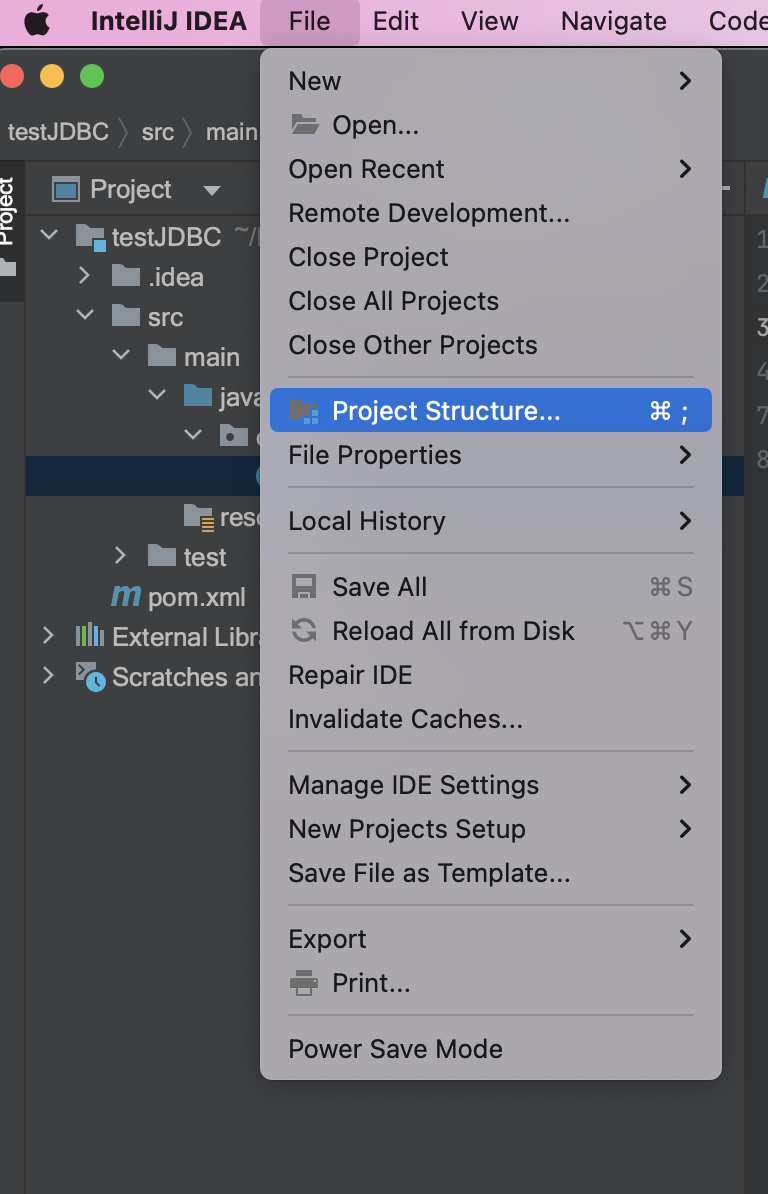 IntelliJ IDEA File Edit View Navigate Code
testJDBC src main
Project
Project
testJDBC ~/
.idea
src
main
java
test
pom.xml
External
Scratches
New
Open...
Open Recent
Remote Development...
Close Project
Close All Projects
Close Other Projects
Project Structure... ⌘ ;
File Properties
Local History
Save All ⌘ S
Reload All from Disk ⌥ ⌘ Y
Repair IDE
Invalidate Caches...
Manage IDE Settings
New Projects Setup
Save File as Template...
Export
Print...
Power Save Mode
1
2
3
4
7
8